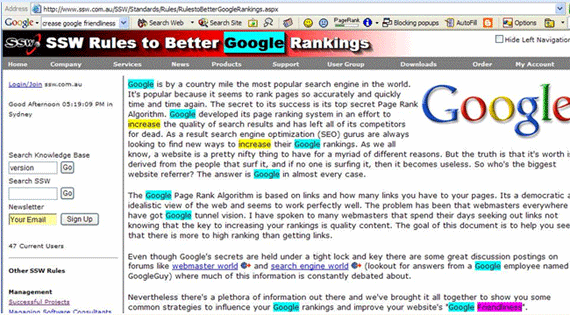 Address http://www.ssw.com.au/SSW/Standards/Rules/RulestoBetterGoogleRankings.aspx
Google crease google friendliness Search Web Search Site PageRank Blocking popups AutoFill Options
SSW SSW Rules to Better Google Rankings Hide Left Navigation
Home Company Services News Products Support User Group Downloads Order My Account
Login/Join ssw.com.au
Good Afternoon 05:19:09 PM in
Sydney
Search Knowledge Base
version Go
Search SSW
Go
Newsletter
Your Email Sign Up
47 Current Users
Other SSW Rules
Management
Successful Projects
Managing Software Consultants
Google is by a country mile the most popular search engine in the world.
It's popular because it seems to rank pages so accurately and quickly
time and time again. The secret to its success is its top secret Page Rank
Algorithm. Google developed its page ranking system in an effort to
increase the quality of search results and has left all of its competitors
for dead. As a result search engine optimization (SEO) gurus are always
looking to find new ways to increase their Google rankings. As we all
know, a website is a pretty nifty thing to have for a myriad of different reasons. But the truth is that it's worth is
derived from the people that surf it, and if no one is surfing it, then it becomes useless. So who's the biggest
website referrer? The answer is Google in almost every case.
Google
The Google Page Rank Algorithm is based on links and how many links you have to your pages. Its a democratic a
idealistic view of the web and seems to work perfectly well. The problem has been that webmasters everywhere
have got Google tunnel vision. I have spoken to many webmasters that spend their days seeking out links not
knowing that the key to increasing your rankings is quality content. The goal of this document is to help you see
that there is more to high ranking than getting links.
Even though Google's secrets are held under a tight lock and key there are some great discussion postings on
forums like webmaster world and search engine world (lookout for answers from a Google employee named
GoogleGuy) where much of this information is constantly debated about.
Nevertheless there's a plethora of information out there and we've brought it all together to show you some
common strategies to influence your Google rankings and improve your website's "Google friendliness".